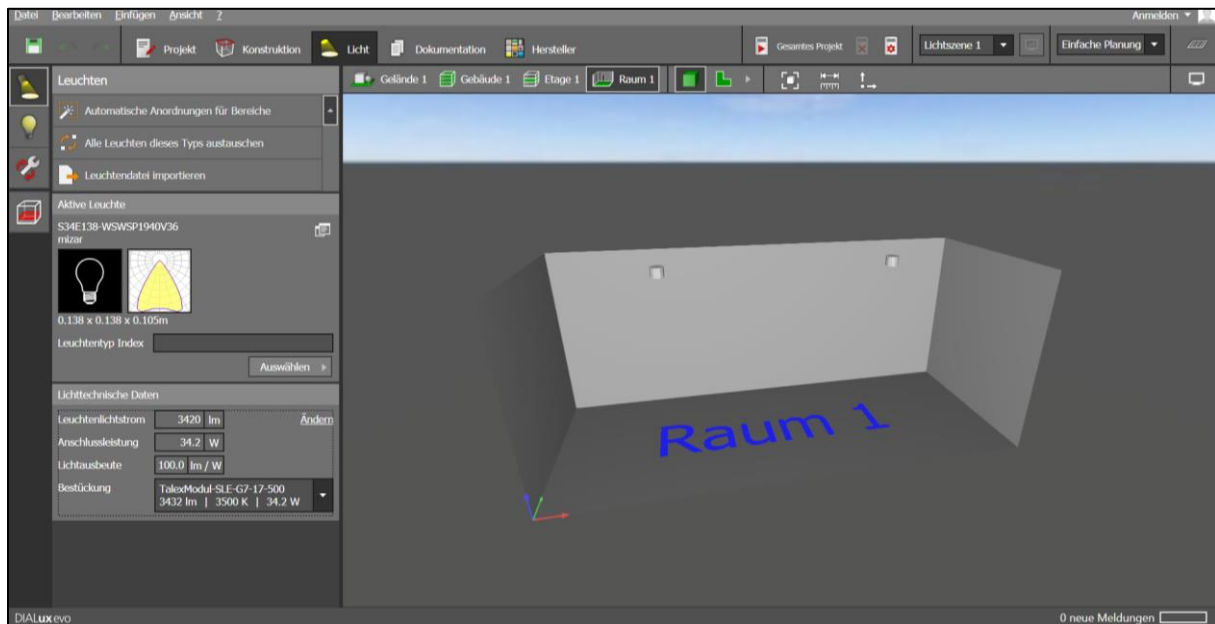 Datei Bearbeiten Einfügen Ansicht ? Anmelden
Projekt Konstruktion Licht Dokumentation Hersteller Gesamtes Projekt Lichtszene 1 Einfache Planung
Leuchten
Gelände 1 Gebäude 1 Etage 1 Raum 1
Automatische Anordnungen für Bereiche
Alle Leuchten dieses Typs austauschen
Leuchtendatei importieren
Aktive Leuchte
S34E138-WSWSP1940V36
mizar
0.138 x 0.138 x 0.105m
Leuchtentyp Index
Auswählen
Lichttechnische Daten
Leuchtenlichtstrom 3420 lm Ändern
Anschlussleistung 34.2 W
Lichtausbeute 100.0 lm / W
Bestückung TalexModul-SLE-G7-17-500
3432 lm | 3500 K | 34.2 W
Raum 1
DIALux evo 0 neue Meldungen